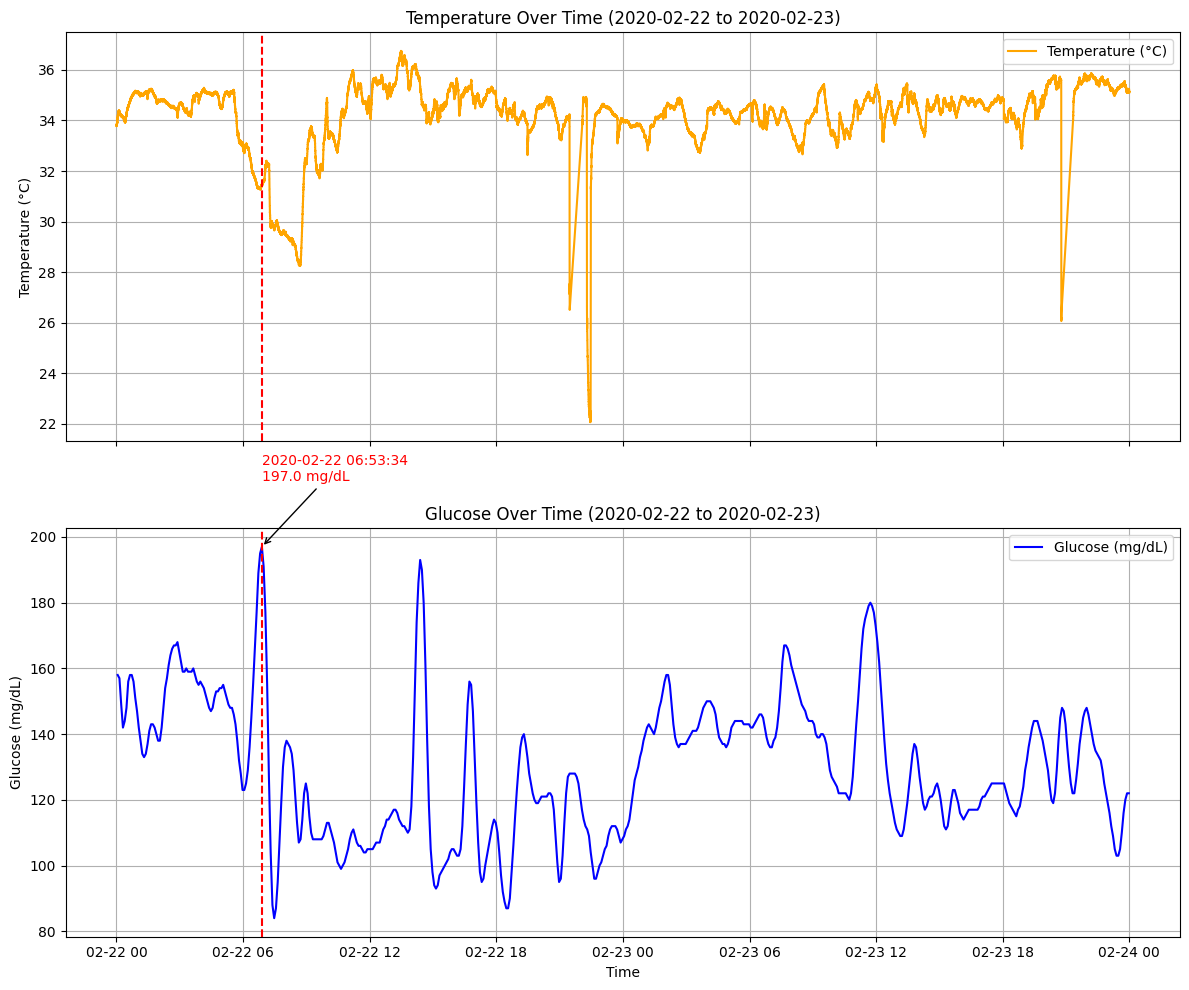 Temperature Over Time (2020-02-22 to 2020-02-23)
Temperature (°C)
Temperature (°C)
36
34
32
30
28
26
24
22
2020-02-22 06:53:34
197.0 mg/dL
Glucose Over Time (2020-02-22 to 2020-02-23)
Glucose (mg/dL)
Glucose (mg/dL)
200
180
160
140
120
100
80
02-22 00 02-22 06 02-22 12 02-22 18 02-23 00 02-23 06 02-23 12 02-23 18 02-24 00
Time